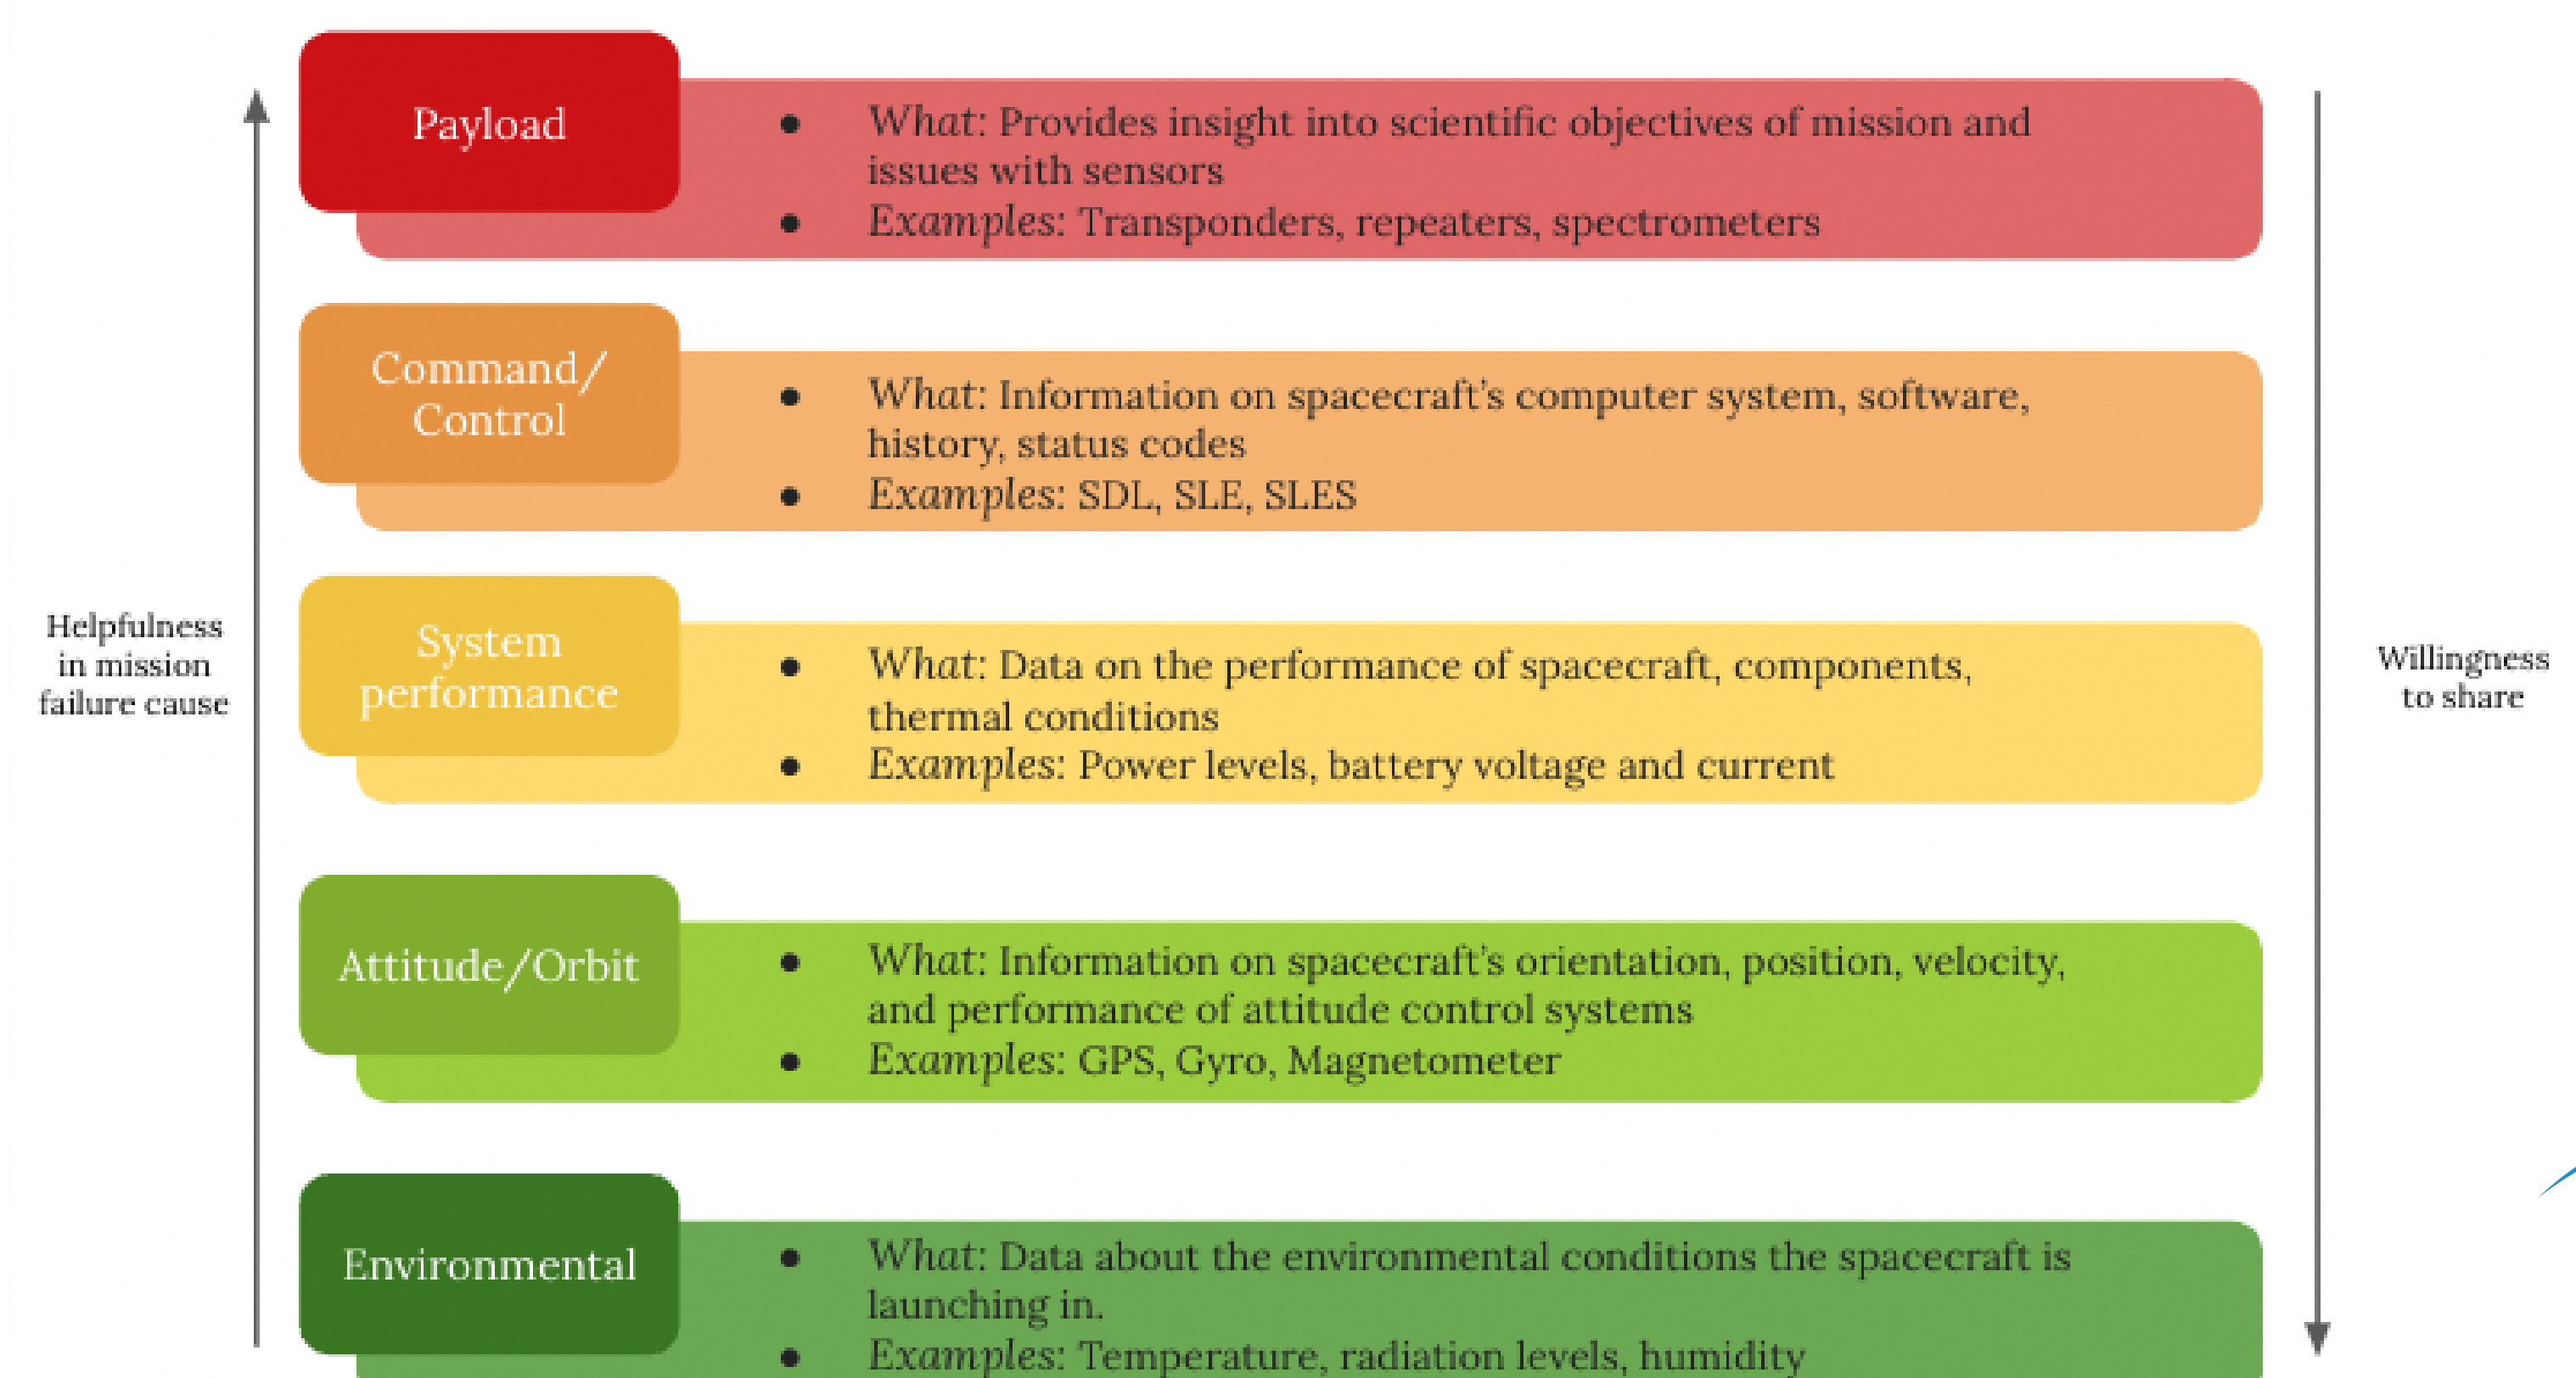 Payload
• What: Provides insight into scientific objectives of mission and
issues with sensors
• Examples: Transponders, repeaters, spectrometers
Command/
Control
• What: Information on spacecraft's computer system, software,
history, status codes
• Examples: SDL, SLE, SLES
Helpfulness
in mission
failure cause
System
performance
• What: Data on the performance of spacecraft, components,
thermal conditions
• Examples: Power levels, battery voltage and current
Willingness
to share
Attitude/Orbit
• What: Information on spacecraft's orientation, position, velocity,
and performance of attitude control systems
• Examples: GPS, Gyro, Magnetometer
Environmental
• What: Data about the environmental conditions the spacecraft is
launching in.
• Examples: Temperature, radiation levels, humidity